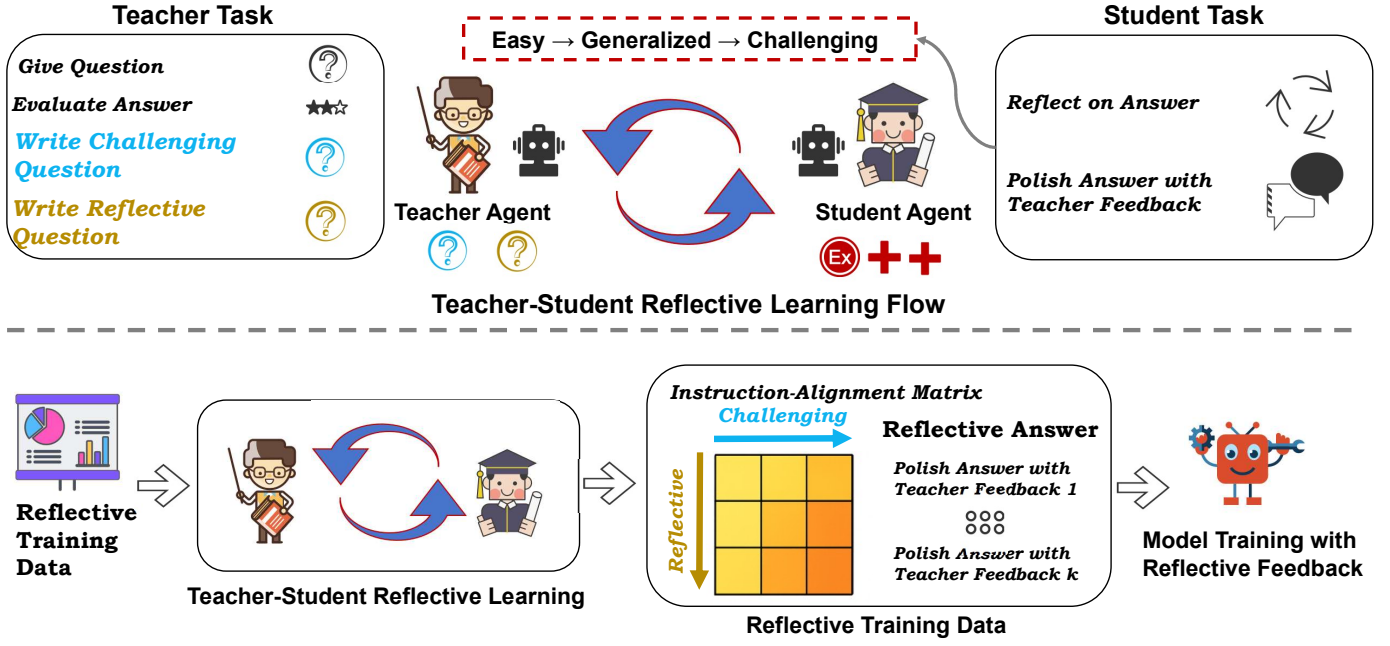 Teacher Task
Student Task
Easy → Generalized → Challenging
Give Question
Evaluate Answer
Write Challenging
Question
Write Reflective
Question
Teacher Agent
Student Agent
Ex
Reflect on Answer
Polish Answer with
Teacher Feedback
Teacher-Student Reflective Learning Flow
Reflective
Training
Data
Teacher-Student Reflective Learning
Instruction-Alignment Matrix
Challenging
Reflective
Reflective Answer
Polish Answer with
Teacher Feedback 1
Polish Answer with
Teacher Feedback k
Reflective Training Data
Model Training with
Reflective Feedback